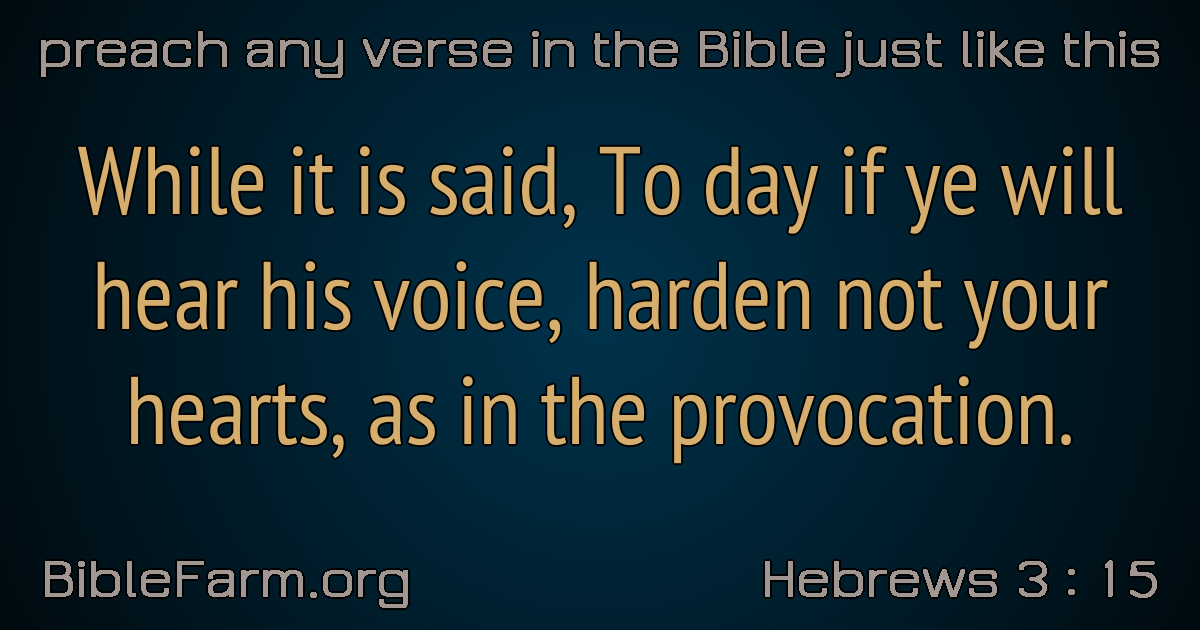 preach any verse in the Bible just like this
While it is said, To day if ye will
hear his voice, harden not your
hearts, as in the provocation.
BibleFarm.org
Hebrews 3 : 15